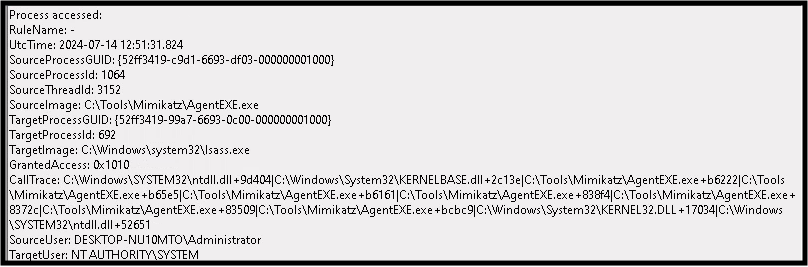 Process accessed:
RuleName: -
UtcTime: 2024-07-14 12:51:31.824
SourceProcessGUID: {52ff3419-c9d1-6693-df03-000000001000}
SourceProcessId: 1064
SourceThreadId: 3152
SourceImage: C:\Tools\Mimikatz\AgentEXE.exe
TargetProcessGUID: {52ff3419-99a7-6693-0c00-000000001000}
TargetProcessId: 692
TargetImage: C:\Windows\system32\lsass.exe
GrantedAccess: 0x1010
CallTrace: C:\Windows\SYSTEM32\ntdll.dll+9d404|C:\Windows\System32\KERNELBASE.dll+2c13e|C:\Tools\Mimikatz\AgentEXE.exe+b6222|C:\Tools
\Mimikatz\AgentEXE.exe+b65e5|C:\Tools\Mimikatz\AgentEXE.exe+b6161|C:\Tools\Mimikatz\AgentEXE.exe+838f4|C:\Tools\Mimikatz\AgentEXE.exe+
8372c|C:\Tools\Mimikatz\AgentEXE.exe+83509|C:\Tools\Mimikatz\AgentEXE.exe+bcbc9|C:\Windows\System32\KERNEL32.DLL+17034|C:\Windows
\SYSTEM32\ntdll.dll+52651
SourceUser: DESKTOP-NU10MTO\Administrator
TargetUser: NT AUTHORITY\SYSTEM